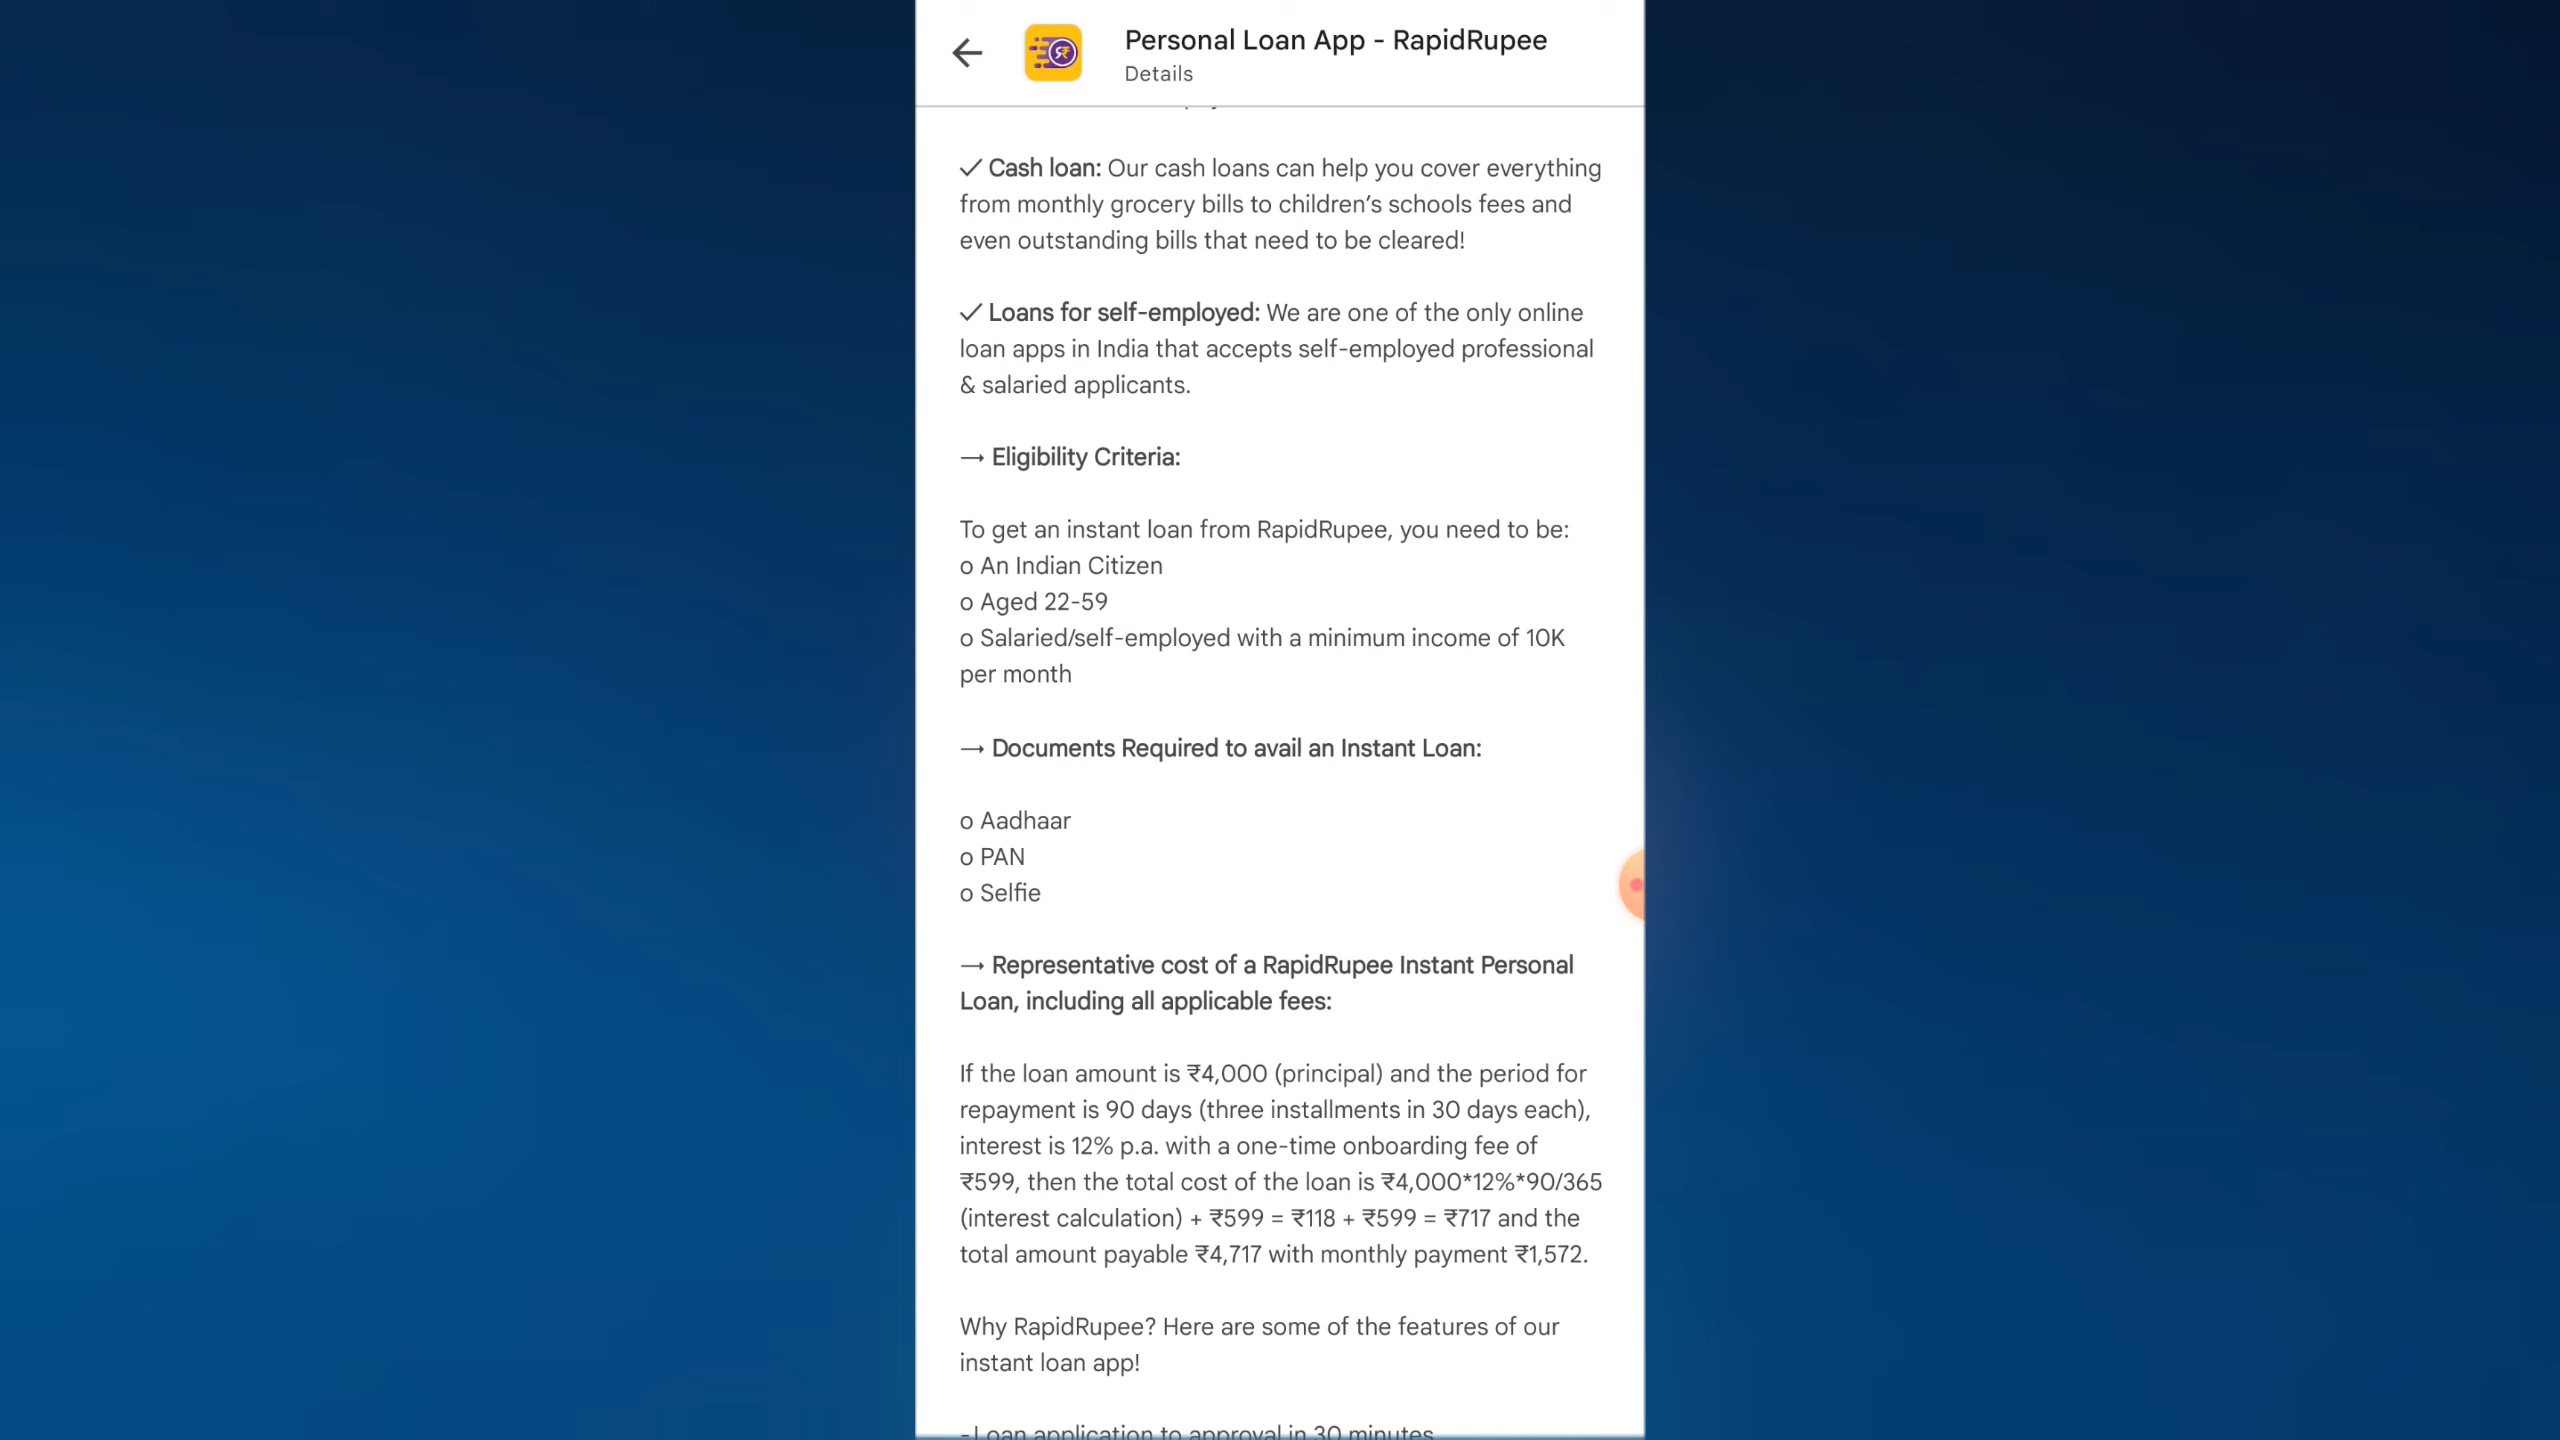 Personal Loan App - RapidRupee
Details
✓ Cash loan: Our cash loans can help you cover everything
from monthly grocery bills to children’s schools fees and
even outstanding bills that need to be cleared!
✓ Loans for self-employed: We are one of the only online
loan apps in India that accepts self-employed professional
& salaried applicants.
→ Eligibility Criteria:
To get an instant loan from RapidRupee, you need to be:
o An Indian Citizen
o Aged 22-59
o Salaried/self-employed with a minimum income of 10K
per month
→ Documents Required to avail an Instant Loan:
o Aadhaar
o PAN
o Selfie
→ Representative cost of a RapidRupee Instant Personal
Loan, including all applicable fees:
If the loan amount is ₹4,000 (principal) and the period for
repayment is 90 days (three installments in 30 days each),
interest is 12% p.a. with a one-time onboarding fee of
₹599, then the total cost of the loan is ₹4,000*12%*90/365
(interest calculation) + ₹599 = ₹118 + ₹599 = ₹717 and the
total amount payable ₹4,717 with monthly payment ₹1,572.
Why RapidRupee? Here are some of the features of our
instant loan app!
- Loan application to approval in 30 minutes